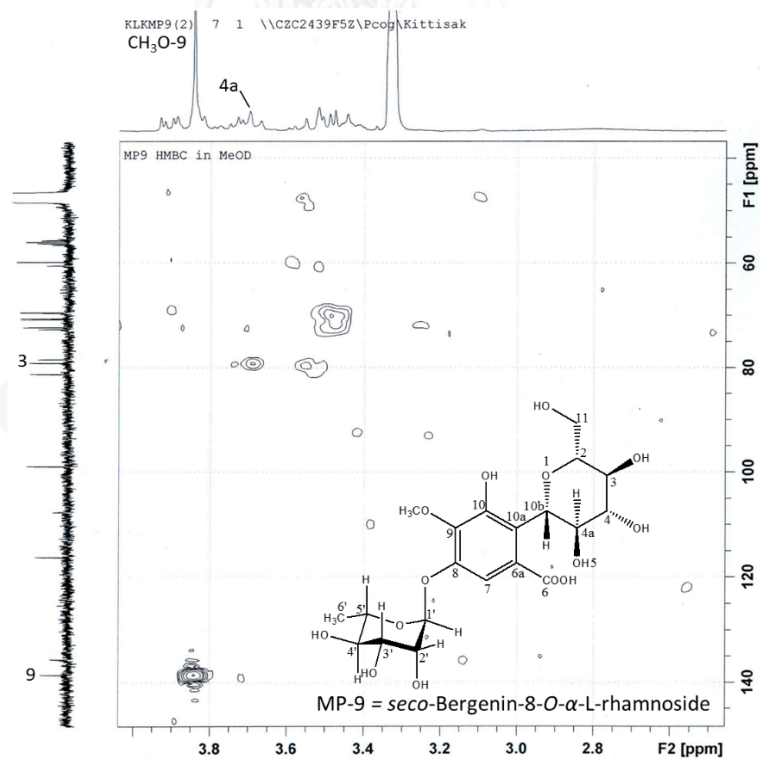 KLKMP9(2) 7 1 \\CZC2439F5Z\Pcog\Kittisak
CH3O-9
4a
MP9 HMBC in MeOD
F1 [ppm]
60
3
80
HO
11
OH
1
2
O
3
OH
100
H
10
10b
4
OH
H3CO
10a
4a
9
H
OH5
8
6a
COOH
O
7
6
120
H
6'
H3C
5'
H
O
1'
H
HO
H
4'
3'
2'
H
HO
OH
9
140
MP-9 = seco-Bergenin-8-O-α-L-rhamnoside
3.8 3.6 3.4 3.2 3.0 2.8 F2 [ppm]